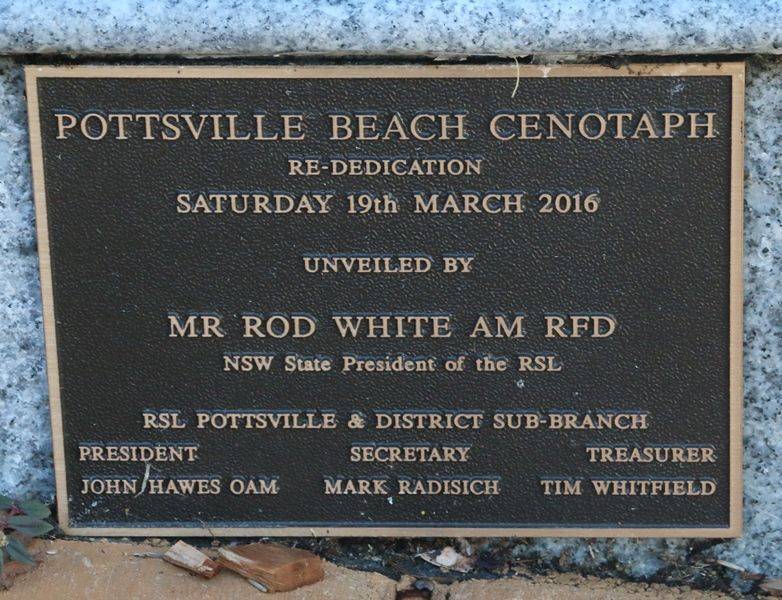 POTTSVILLE BEACH CENOTAPH
RE-DEDICATION
SATURDAY 19th MARCH 2016
UNVEILED BY
MR ROD WHITE AM RFD
NSW State President of the RSL
RSL POTTSVILLE & DISTRICT SUB-BRANCH
PRESIDENT SECRETARY TREASURER
JOHN HAWES OAM MARK RADISICH TIM WHITFIELD